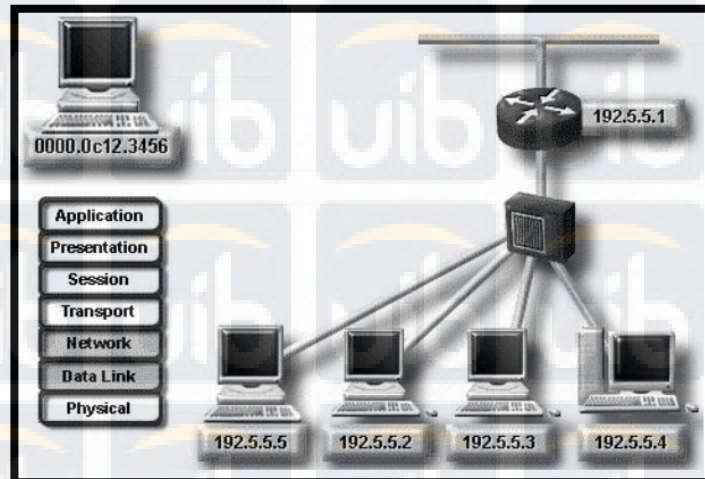 0000.0c12.3456
192.5.5.1
Application
Presentation
Session
Transport
Network
Data Link
Physical
192.5.5.5
192.5.5.2
192.5.5.3
192.5.5.4
uib